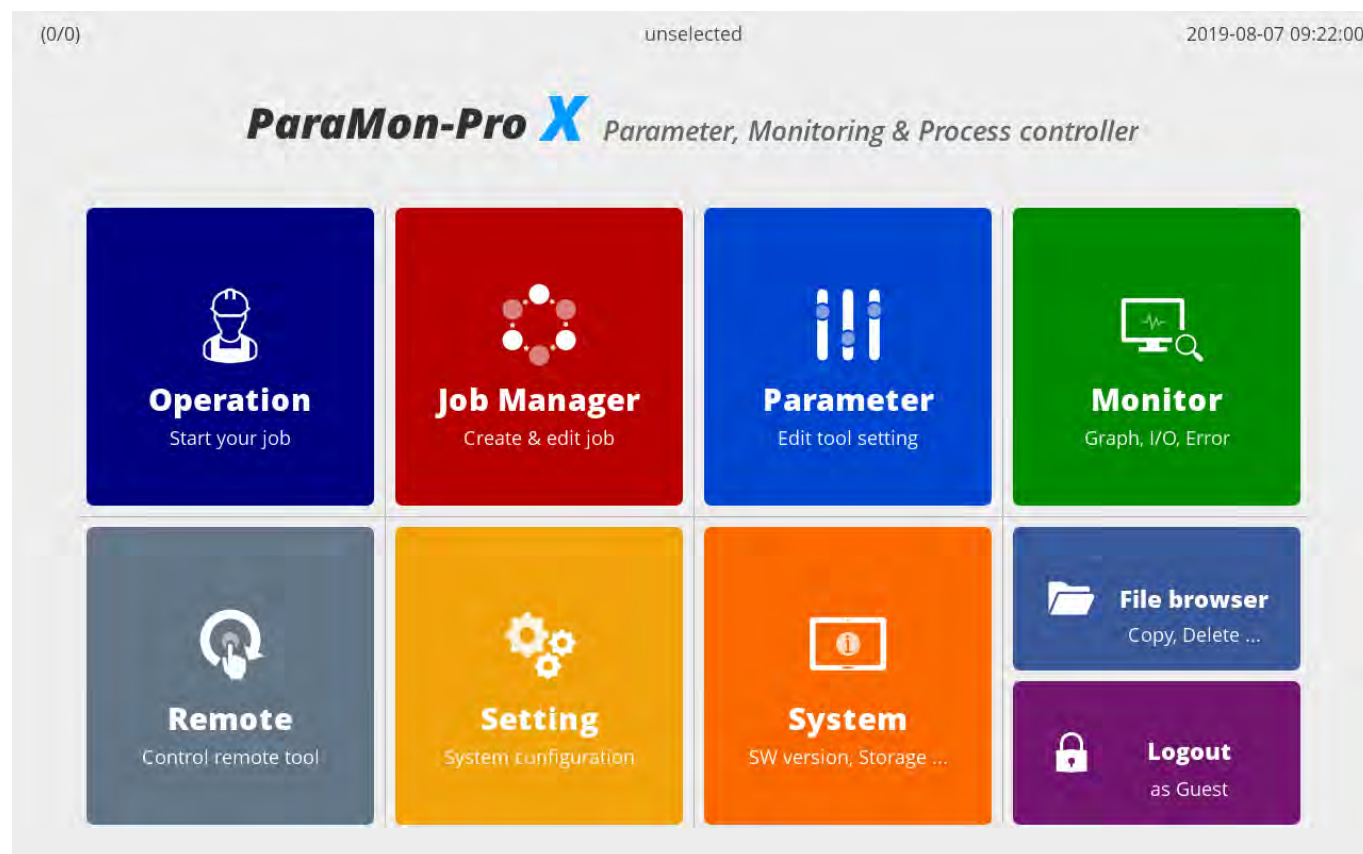 (0/0) unselected 2019-08-07 09:22:00
ParaMon-Pro X Parameter, Monitoring & Process controller
Operation
Start your job
Job Manager
Create & edit job
Parameter
Edit tool setting
Monitor
Graph, I/O, Error
Remote
Control remote tool
Setting
System configuration
System
SW version, Storage ...
File browser
Copy, Delete ...
Logout
as Guest